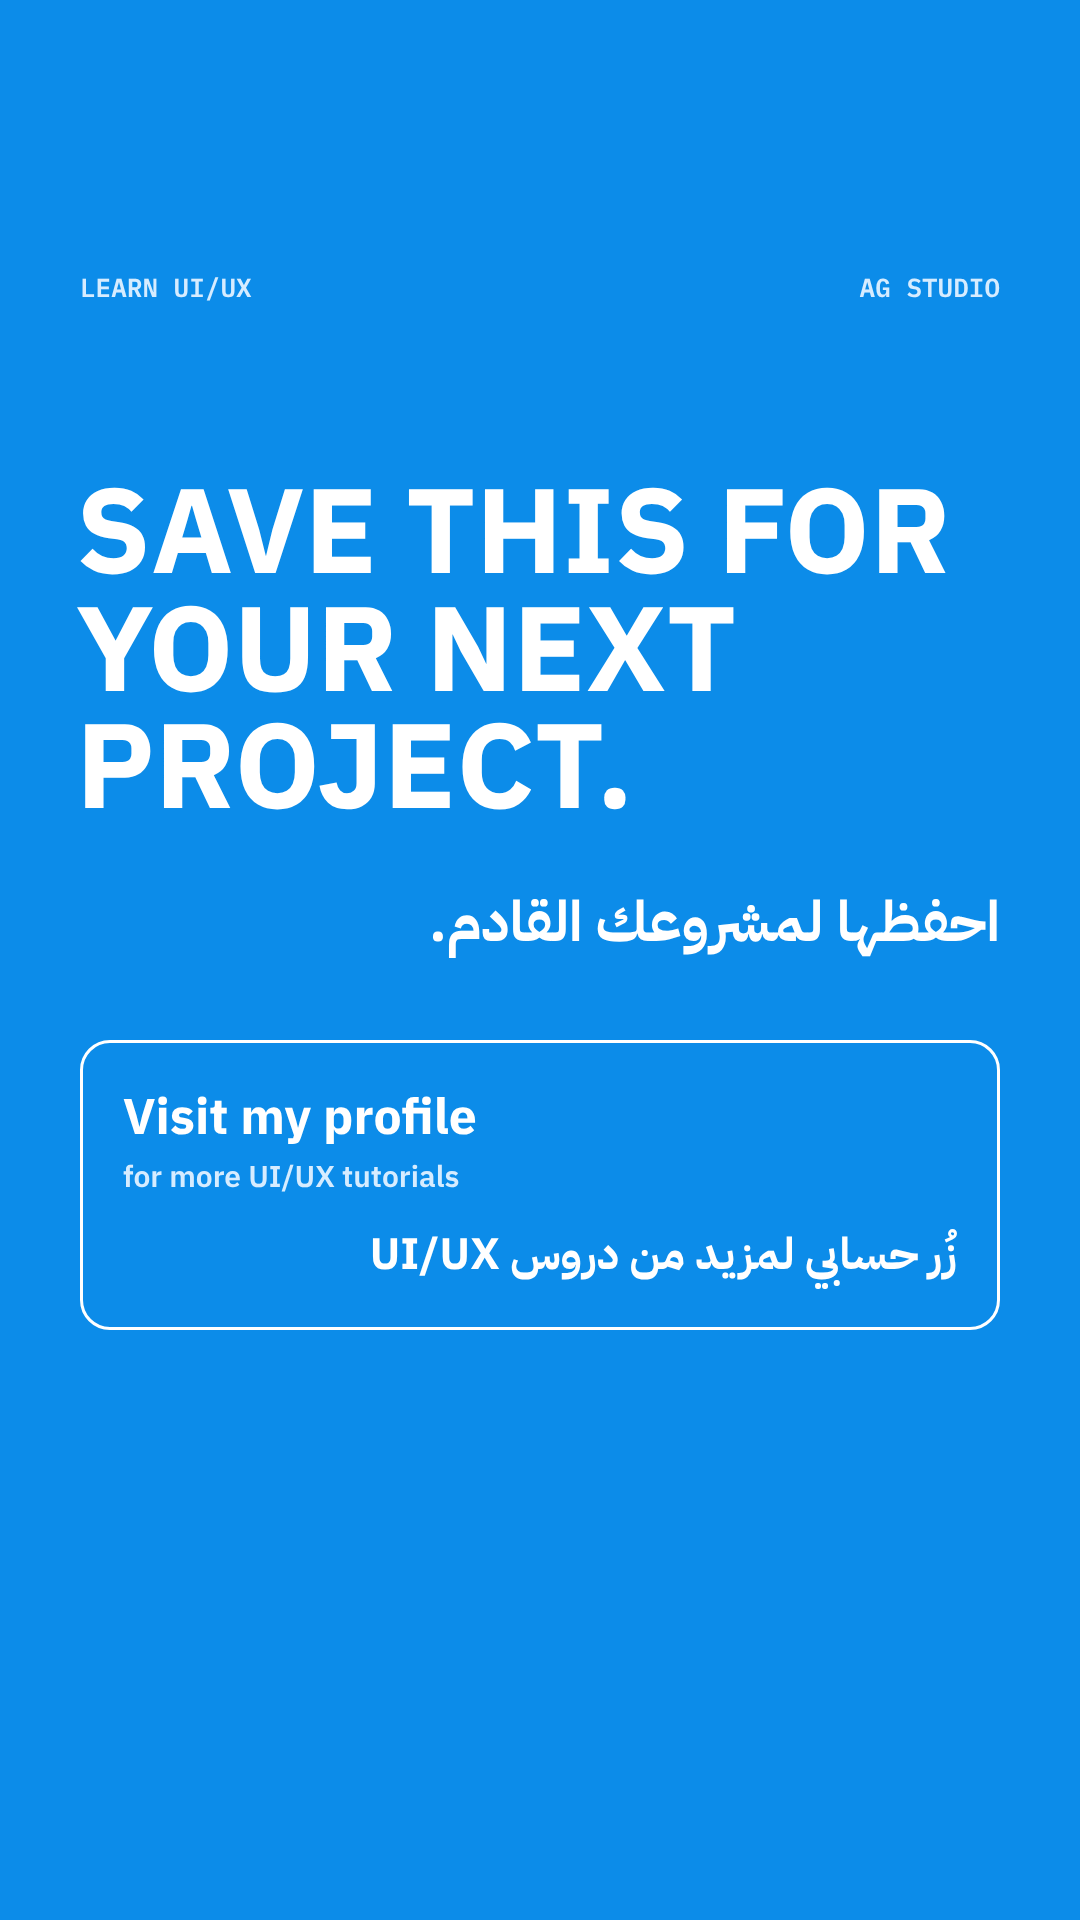 LEARN UI/UX
AG STUDIO
SAVE THIS FOR
YOUR NEXT
PROJECT.
احفظها لمشروعك القادم.
Visit my profile
for more UI/UX tutorials
زُر حسابي لمزيد من دروس UI/UX